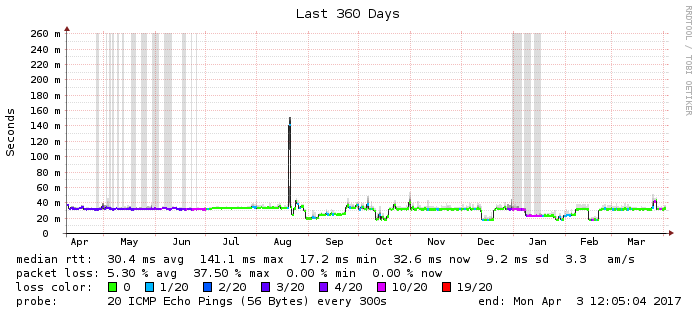 Last 360 Days
RRDTOOL / TOBI OETIKER
Seconds
260 m
240 m
220 m
200 m
180 m
160 m
140 m
120 m
100 m
80 m
60 m
40 m
20 m
0
Apr May Jun Jul Aug Sep Oct Nov Dec Jan Feb Mar
median rtt: 30.4 ms avg 141.1 ms max 17.2 ms min 32.6 ms now 9.2 ms sd 3.3 am/s
packet loss: 5.30 % avg 37.50 % max 0.00 % min 0.00 % now
loss color: 0 1/20 2/20 3/20 4/20 10/20 19/20
probe: 20 ICMP Echo Pings (56 Bytes) every 300s end: Mon Apr 3 12:05:04 2017